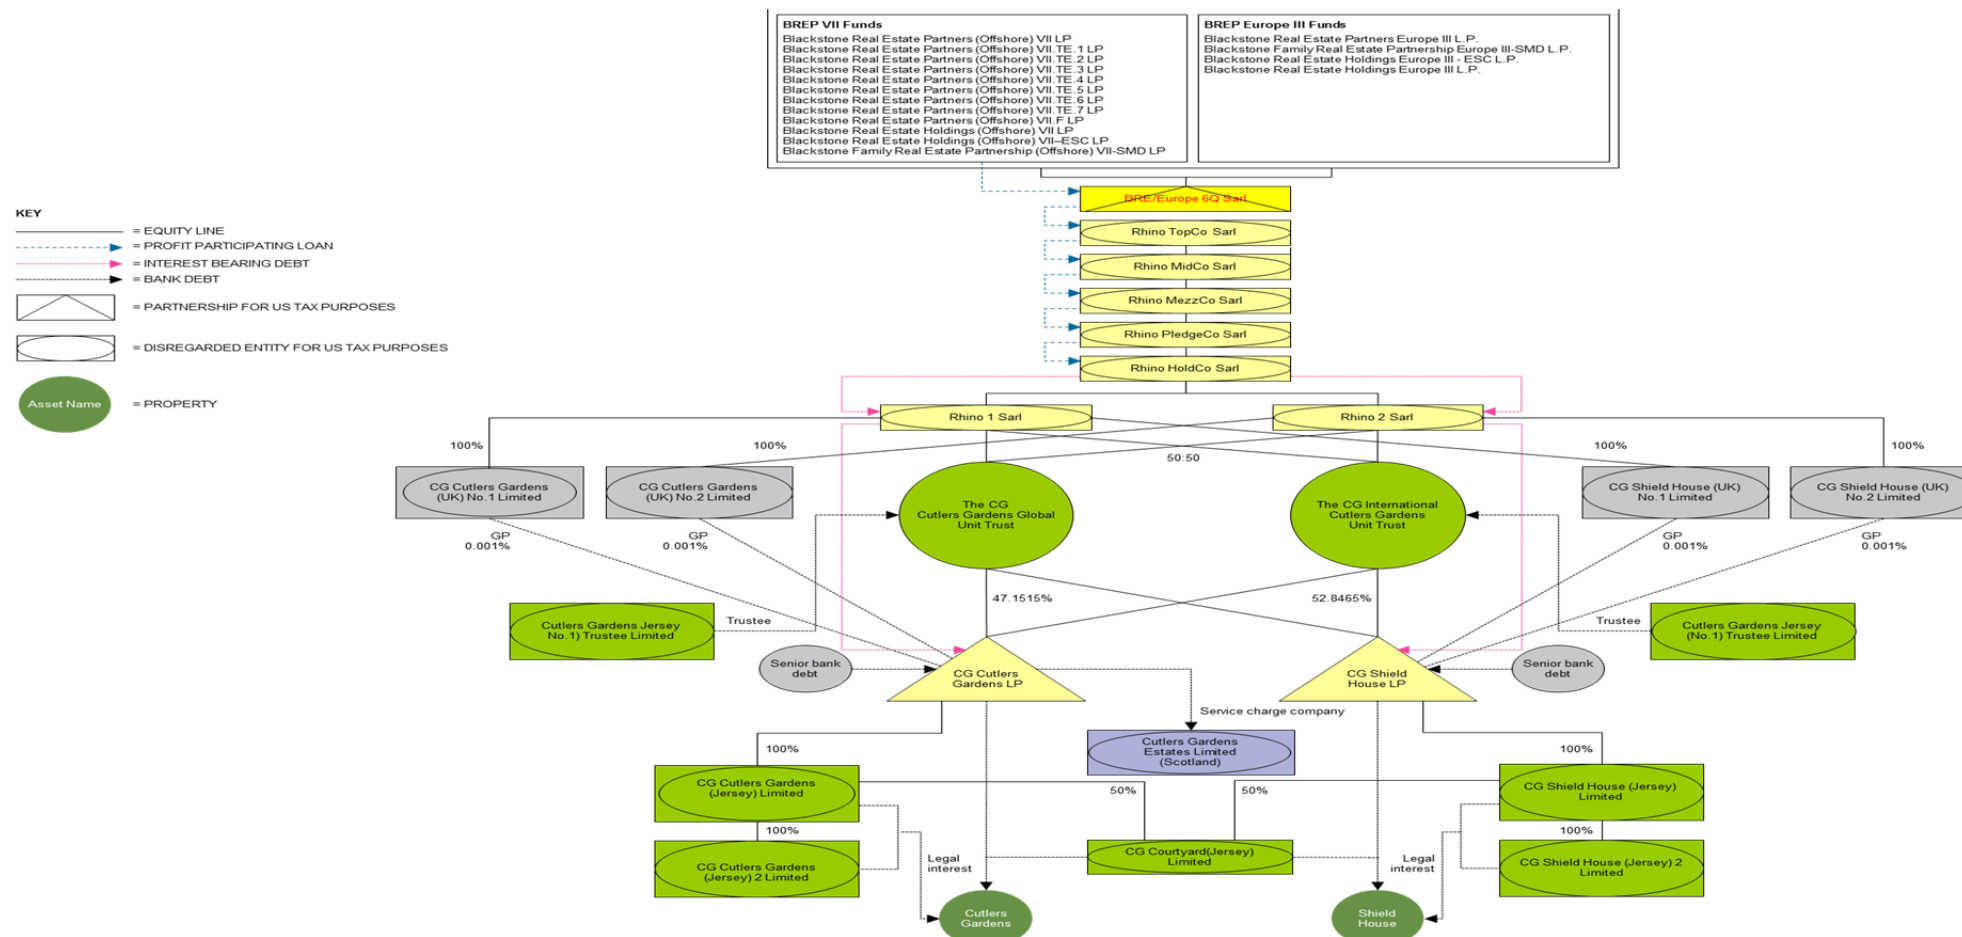 BREP VII Funds
Blackstone Real Estate Partners (Offshore) VII LP
Blackstone Real Estate Partners (Offshore) VII.TE.1 LP
Blackstone Real Estate Partners (Offshore) VII.TE.2 LP
Blackstone Real Estate Partners (Offshore) VII.TE.3 LP
Blackstone Real Estate Partners (Offshore) VII.TE.4 LP
Blackstone Real Estate Partners (Offshore) VII.TE.5 LP
Blackstone Real Estate Partners (Offshore) VII.TE.6 LP
Blackstone Real Estate Partners (Offshore) VII.TE.7 LP
Blackstone Real Estate Partners (Offshore) VII.F LP
Blackstone Real Estate Holdings (Offshore) VII LP
Blackstone Real Estate Holdings (Offshore) VII–ESC LP
Blackstone Family Real Estate Partnership (Offshore) VII-SMD LP
BREP Europe III Funds
Blackstone Real Estate Partners Europe III L.P.
Blackstone Family Real Estate Partnership Europe III-SMD L.P.
Blackstone Real Estate Holdings Europe III - ESC L.P.
Blackstone Real Estate Holdings Europe III L.P.
KEY
= EQUITY LINE
= PROFIT PARTICIPATING LOAN
= INTEREST BEARING DEBT
= BANK DEBT
= PARTNERSHIP FOR US TAX PURPOSES
= DISREGARDED ENTITY FOR US TAX PURPOSES
Asset Name
= PROPERTY
BRE/Europe 6Q Sarl
Rhino TopCo Sarl
Rhino MidCo Sarl
Rhino MezzCo Sarl
Rhino PledgeCo Sarl
Rhino HoldCo Sarl
Rhino 1 Sarl
Rhino 2 Sarl
100%
100%
50:50
100%
100%
CG Cutlers Gardens
(UK) No.1 Limited
CG Cutlers Gardens
(UK) No.2 Limited
The CG
Cutlers Gardens Global
Unit Trust
The CG International
Cutlers Gardens
Unit Trust
CG Shield House (UK)
No.1 Limited
CG Shield House (UK)
No.2 Limited
GP
0.001%
GP
0.001%
GP
0.001%
GP
0.001%
47.1515%
52.8465%
Cutlers Gardens Jersey
No.1) Trustee Limited
Trustee
Trustee
Cutlers Gardens Jersey
(No.1) Trustee Limited
Senior bank
debt
CG Cutlers
Gardens LP
CG Shield
House LP
Senior bank
debt
Service charge company
Cutlers Gardens
Estates Limited
(Scotland)
100%
100%
CG Cutlers Gardens
(Jersey) Limited
50%
50%
CG Shield House (Jersey)
Limited
100%
100%
CG Cutlers Gardens
(Jersey) 2 Limited
Legal
interest
CG Courtyard(Jersey)
Limited
Legal
interest
CG Shield House (Jersey) 2
Limited
Cutlers
Gardens
Shield
House